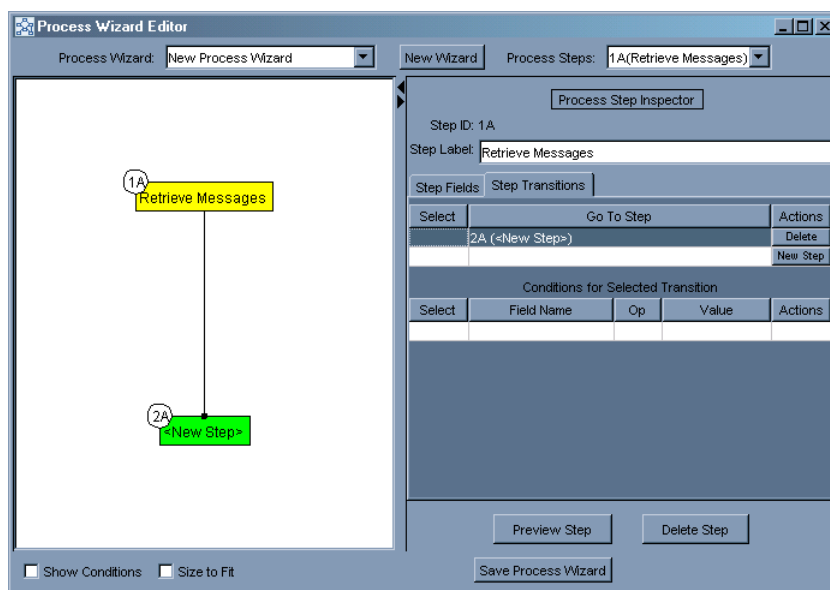 Process Wizard Editor
Process Wizard: New Process Wizard New Wizard Process Steps: 1A(Retrieve Messages)
Process Step Inspector
Step ID: 1A
Step Label: Retrieve Messages
Step Fields Step Transitions
Select Go To Step Actions
2A (<New Step>) Delete
New Step
Conditions for Selected Transition
Select Field Name Op Value Actions
1A
Retrieve Messages
2A
<New Step>
Preview Step Delete Step
Show Conditions Size to Fit Save Process Wizard